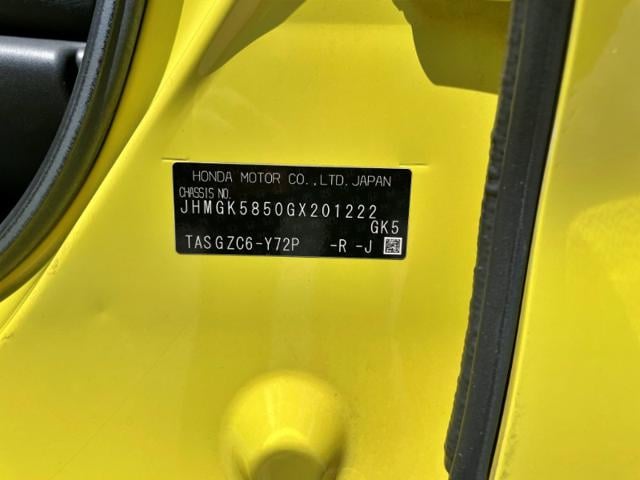 HONDA MOTOR CO.,LTD.JAPAN
CHASSIS NO.
JHMGK5850GX201222
GK5
TASGZC6-Y72P -R -J